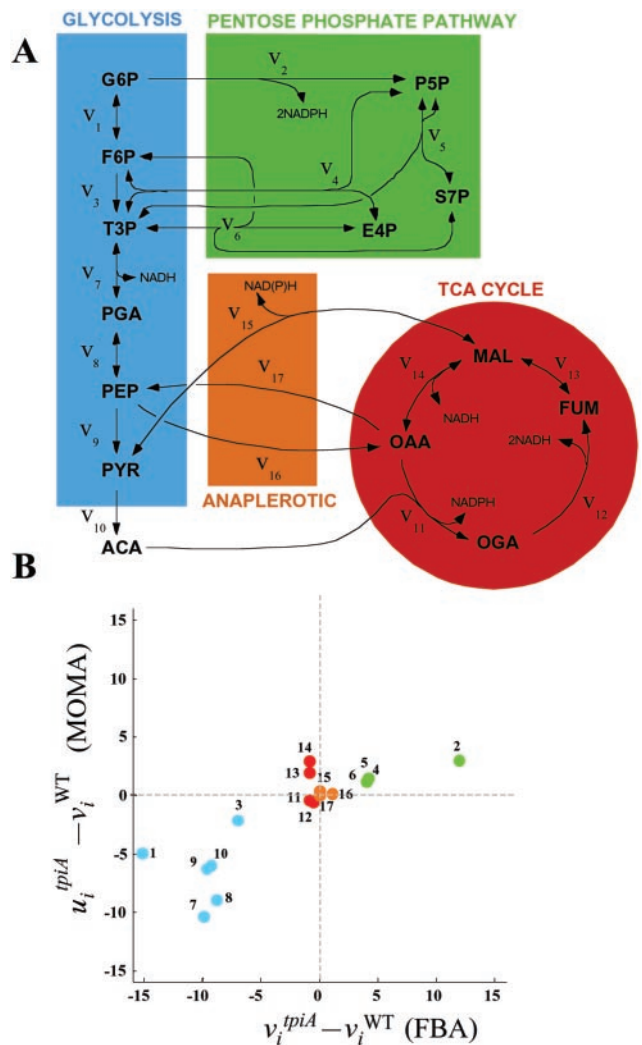 GLYCOLYSIS
PENTOSE PHOSPHATE PATHWAY
A
G6P
V2
P5P
2NADPH
V1
V5
F6P
V4
S7P
V3
T3P
V6
E4P
V7
NADH
NAD(P)H
TCA CYCLE
PGA
V15
MAL
V14
V13
V8
V17
FUM
PEP
NADH
OAA
2NADH
V9
V16
PYR
NADPH
ANAPLEROTIC
V11
V12
V10
OGA
ACA
B
15
10
5
0
-5
-10
-15
14
13
15
5
4
6
2
11
16
12
17
3
1
9
10
7
8
-15
-10
-5
0
5
10
15
u_i^tpiA — v_i^WT (MOMA)
v_i^tpiA — v_i^WT (FBA)